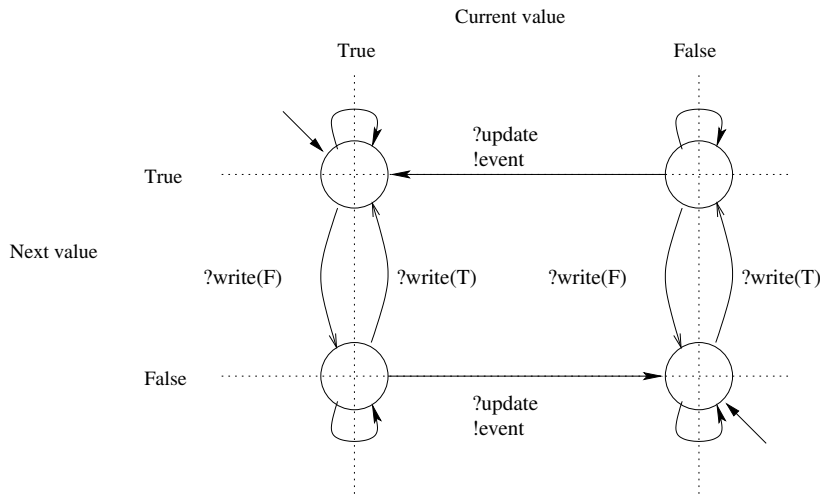 Current value
True
False
?update
!event
True
Next value
?write(F)
?write(T)
?write(F)
?write(T)
False
?update
!event